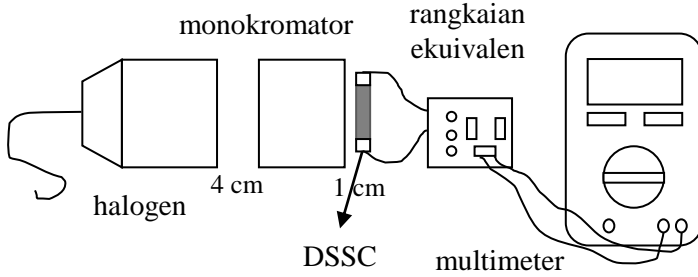 monokromator
rangkaian
ekuivalen
4 cm
1 cm
halogen
DSSC
multimeter